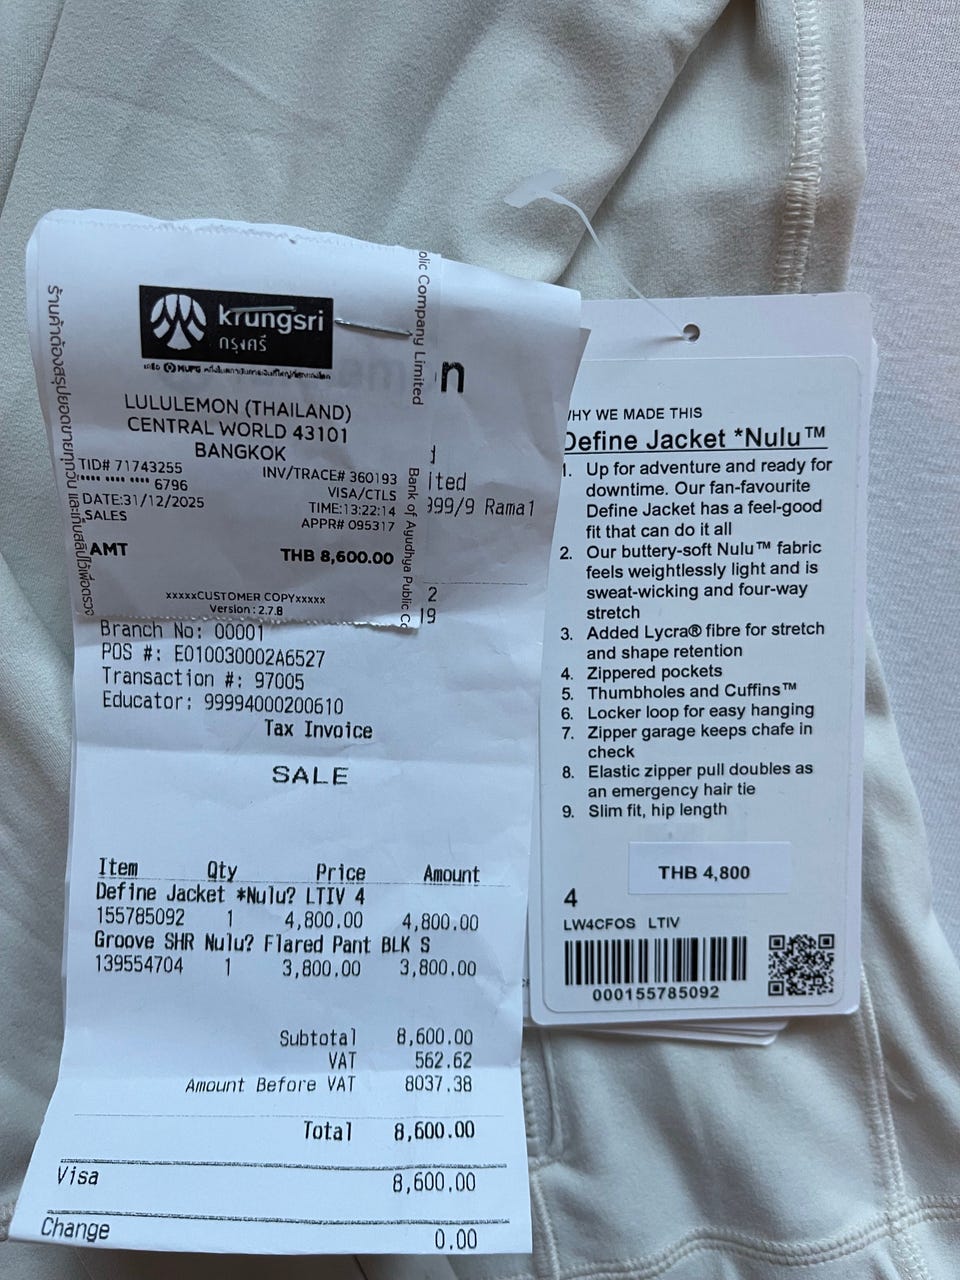 krungsri
กรุงศรี
LULULEMON (THAILAND)
CENTRAL WORLD 43101
BANGKOK
TID# 71743255
INV/TRACE# 360193
•••• •••• •••• 6796
VISA/CTLS
DATE:31/12/2025
TIME:13:22:14
SALES
APPR# 095317
AMT
THB 8,600.00
xxxxxCUSTOMER COPYxxxxx
Version : 2.7.8
olic Company Limited
Bank of Ayudhya Public Co
n
ited
999/9 Rama1
2
19
Branch No: 00001
POS #: E010030002A6527
Transaction #: 97005
Educator: 99994000200610
Tax Invoice
SALE
Item Qty Price Amount
Define Jacket *Nulu? LTIV 4
155785092 1 4,800.00 4,800.00
Groove SHR Nulu? Flared Pant BLK S
139554704 1 3,800.00 3,800.00
Subtotal 8,600.00
VAT 562.62
Amount Before VAT 8037.38
Total 8,600.00
Visa 8,600.00
Change 0.00
WHY WE MADE THIS
Define Jacket *Nulu™
1. Up for adventure and ready for
downtime. Our fan-favourite
Define Jacket has a feel-good
fit that can do it all
2. Our buttery-soft Nulu™ fabric
feels weightlessly light and is
sweat-wicking and four-way
stretch
3. Added Lycra® fibre for stretch
and shape retention
4. Zippered pockets
5. Thumbholes and Cuffins™
6. Locker loop for easy hanging
7. Zipper garage keeps chafe in
check
8. Elastic zipper pull doubles as
an emergency hair tie
9. Slim fit, hip length
THB 4,800
4
LW4CFOS LTIV
000155785092